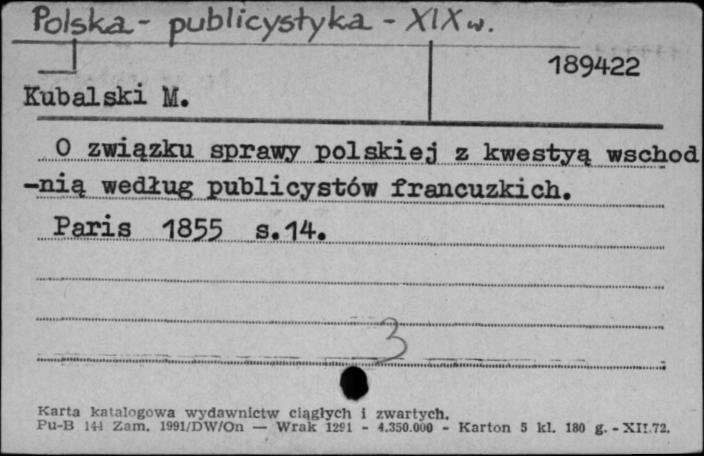 Polska - publicystyka - XIX w.
189422
Kubalski M.
O związku sprawy polskiej z kwestyą wschod
-nią według publicystów francuzkich.
Paris 1855 s.14.
3
Karta katalogowa wydawnictw ciągłych i zwartych.
Pu-B 144 Zam. 1991/DW/On — Wrak 1291 - 4.350.000 - Karton 5 kl. 180 g. - XII.72.